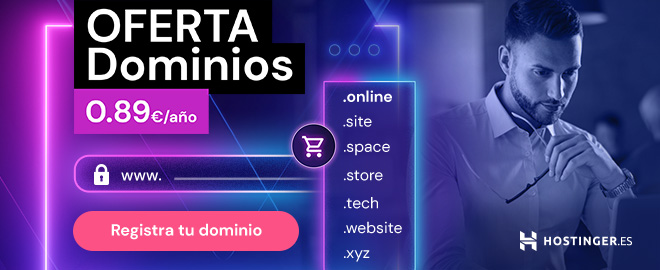 OFERTA
Dominios
0.89€/año
www.
Registra tu dominio
.online
.site
.space
.store
.tech
.website
.xyz
HOSTINGER.ES